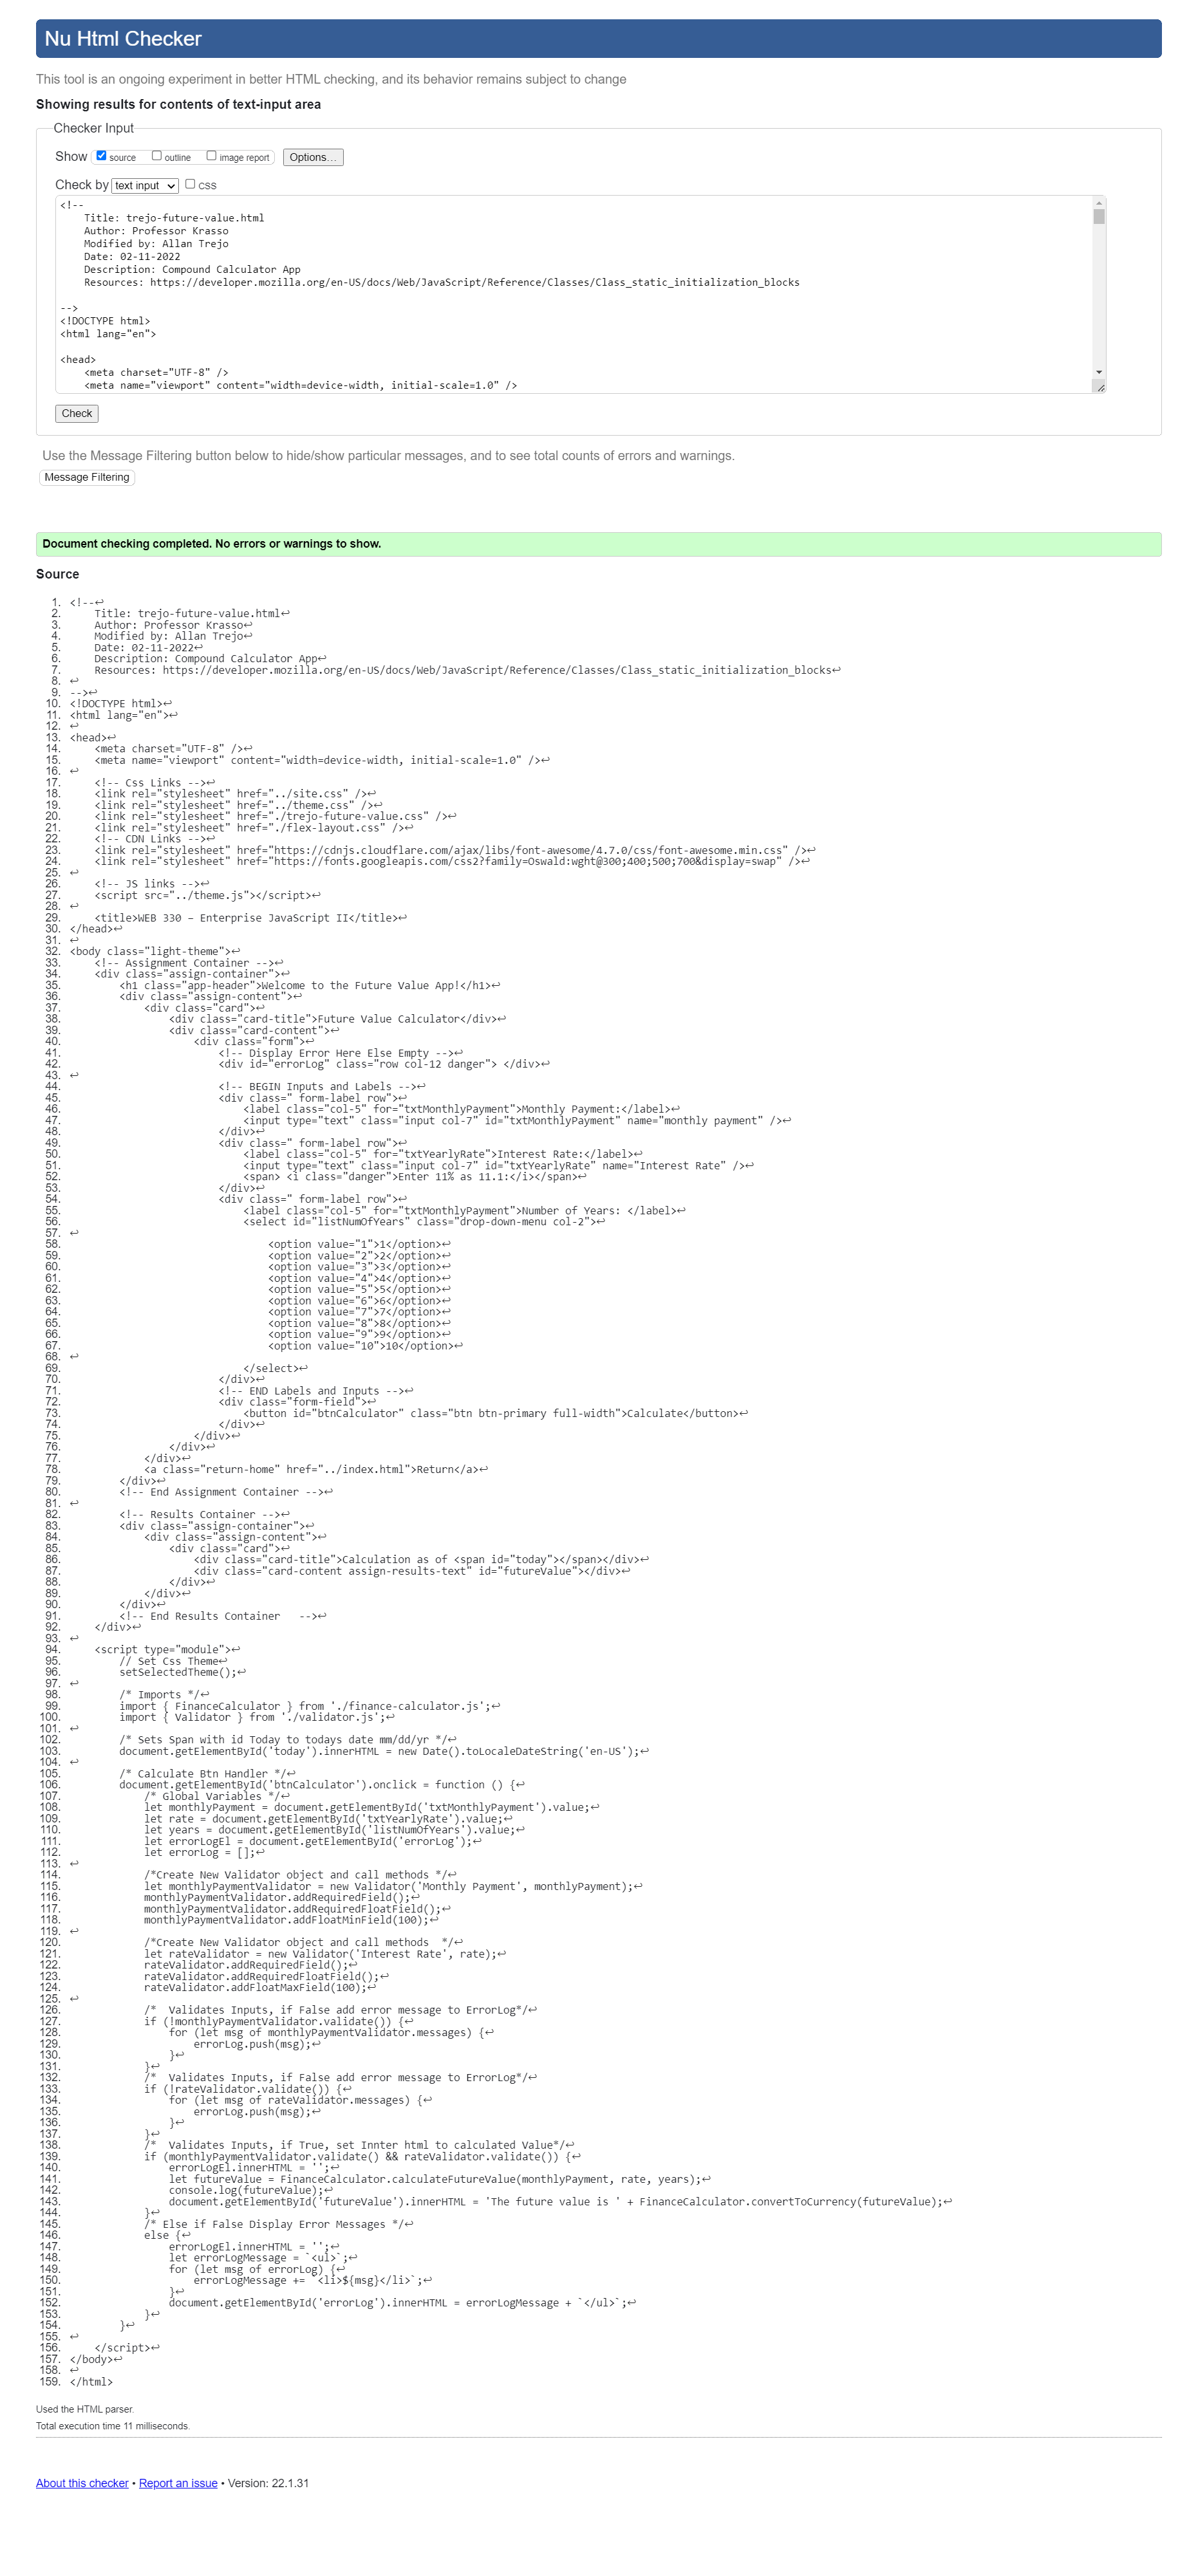 Nu Html Checker
This tool is an ongoing experiment in better HTML checking, and its behavior remains subject to change
Showing results for contents of text-input area
Checker Input
Show source outline image report Options...
Check by text input CSS
<!--
    Title: trejo-future-value.html
    Author: Professor Krasso
    Modified by: Allan Trejo
    Date: 02-11-2022
    Description: Compound Calculator App
    Resources: https://developer.mozilla.org/en-US/docs/Web/JavaScript/Reference/Classes/Class_static_initialization_blocks
-->
<!DOCTYPE html>
<html lang="en">
<head>
    <meta charset="UTF-8" />
    <meta name="viewport" content="width=device-width, initial-scale=1.0" />
Check
Use the Message Filtering button below to hide/show particular messages, and to see total counts of errors and warnings.
Message Filtering
Document checking completed. No errors or warnings to show.
Source
1. <!--↩
2.     Title: trejo-future-value.html↩
3.     Author: Professor Krasso↩
4.     Modified by: Allan Trejo↩
5.     Date: 02-11-2022↩
6.     Description: Compound Calculator App↩
7.     Resources: https://developer.mozilla.org/en-US/docs/Web/JavaScript/Reference/Classes/Class_static_initialization_blocks↩
8. ↩
9. -->↩
10. <!DOCTYPE html>↩
11. <html lang="en">↩
12. ↩
13. <head>↩
14.     <meta charset="UTF-8" />↩
15.     <meta name="viewport" content="width=device-width, initial-scale=1.0" />↩
16. ↩
17.     <!-- Css Links -->↩
18.     <link rel="stylesheet" href="../site.css" />↩
19.     <link rel="stylesheet" href="../theme.css" />↩
20.     <link rel="stylesheet" href="./trejo-future-value.css" />↩
21.     <link rel="stylesheet" href="./flex-layout.css" />↩
22.     <!-- CDN Links -->↩
23.     <link rel="stylesheet" href="https://cdnjs.cloudflare.com/ajax/libs/font-awesome/4.7.0/css/font-awesome.min.css" />↩
24.     <link rel="stylesheet" href="https://fonts.googleapis.com/css2?family=Oswald:wght@300;400;500;700&display=swap" />↩
25. ↩
26.     <!-- JS links -->↩
27.     <script src="../theme.js"></script>↩
28. ↩
29.     <title>WEB 330 – Enterprise JavaScript II</title>↩
30. </head>↩
31. ↩
32. <body class="light-theme">↩
33.     <!-- Assignment Container -->↩
34.     <div class="assign-container">↩
35.         <h1 class="app-header">Welcome to the Future Value App!</h1>↩
36.         <div class="assign-content">↩
37.             <div class="card">↩
38.                 <div class="card-title">Future Value Calculator</div>↩
39.                 <div class="card-content">↩
40.                     <div class="form">↩
41.                         <!-- Display Error Here Else Empty -->↩
42.                         <div id="errorLog" class="row col-12 danger"> </div>↩
43. ↩
44.                         <!-- BEGIN Inputs and Labels -->↩
45.                         <div class=" form-label row">↩
46.                             <label class="col-5" for="txtMonthlyPayment">Monthly Payment:</label>↩
47.                             <input type="text" class="input col-7" id="txtMonthlyPayment" name="monthly payment" />↩
48.                         </div>↩
49.                         <div class=" form-label row">↩
50.                             <label class="col-5" for="txtYearlyRate">Interest Rate:</label>↩
51.                             <input type="text" class="input col-7" id="txtYearlyRate" name="Interest Rate" />↩
52.                             <span> <i class="danger">Enter 11% as 11.1:</i></span>↩
53.                         </div>↩
54.                         <div class=" form-label row">↩
55.                             <label class="col-5" for="txtMonthlyPayment">Number of Years: </label>↩
56.                             <select id="listNumOfYears" class="drop-down-menu col-2">↩
57. ↩
58.                                 <option value="1">1</option>↩
59.                                 <option value="2">2</option>↩
60.                                 <option value="3">3</option>↩
61.                                 <option value="4">4</option>↩
62.                                 <option value="5">5</option>↩
63.                                 <option value="6">6</option>↩
64.                                 <option value="7">7</option>↩
65.                                 <option value="8">8</option>↩
66.                                 <option value="9">9</option>↩
67.                                 <option value="10">10</option>↩
68. ↩
69.                             </select>↩
70.                         </div>↩
71.                         <!-- END Labels and Inputs -->↩
72.                         <div class="form-field">↩
73.                             <button id="btnCalculator" class="btn btn-primary full-width">Calculate</button>↩
74.                         </div>↩
75.                     </div>↩
76.                 </div>↩
77.             </div>↩
78.             <a class="return-home" href="../index.html">Return</a>↩
79.         </div>↩
80.         <!-- End Assignment Container -->↩
81. ↩
82.         <!-- Results Container -->↩
83.         <div class="assign-container">↩
84.             <div class="assign-content">↩
85.                 <div class="card">↩
86.                     <div class="card-title">Calculation as of <span id="today"></span></div>↩
87.                     <div class="card-content assign-results-text" id="futureValue"></div>↩
88.                 </div>↩
89.             </div>↩
90.         </div>↩
91.         <!-- End Results Container   -->↩
92.     </div>↩
93. ↩
94.     <script type="module">↩
95.         // Set Css Theme↩
96.         setSelectedTheme();↩
97. ↩
98.         /* Imports */↩
99.         import { FinanceCalculator } from './finance-calculator.js';↩
100.         import { Validator } from './validator.js';↩
101. ↩
102.         /* Sets Span with id Today to todays date mm/dd/yr */↩
103.         document.getElementById('today').innerHTML = new Date().toLocaleDateString('en-US');↩
104. ↩
105.         /* Calculate Btn Handler */↩
106.         document.getElementById('btnCalculator').onclick = function () {↩
107.             /* Global Variables */↩
108.             let monthlyPayment = document.getElementById('txtMonthlyPayment').value;↩
109.             let rate = document.getElementById('txtYearlyRate').value;↩
110.             let years = document.getElementById('listNumOfYears').value;↩
111.             let errorLogEl = document.getElementById('errorLog');↩
112.             let errorLog = [];↩
113. ↩
114.             /*Create New Validator object and call methods */↩
115.             let monthlyPaymentValidator = new Validator('Monthly Payment', monthlyPayment);↩
116.             monthlyPaymentValidator.addRequiredField();↩
117.             monthlyPaymentValidator.addRequiredFloatField();↩
118.             monthlyPaymentValidator.addFloatMinField(100);↩
119. ↩
120.             /*Create New Validator object and call methods  */↩
121.             let rateValidator = new Validator('Interest Rate', rate);↩
122.             rateValidator.addRequiredField();↩
123.             rateValidator.addRequiredFloatField();↩
124.             rateValidator.addFloatMaxField(100);↩
125. ↩
126.             /*  Validates Inputs, if False add error message to ErrorLog*/↩
127.             if (!monthlyPaymentValidator.validate()) {↩
128.                 for (let msg of monthlyPaymentValidator.messages) {↩
129.                     errorLog.push(msg);↩
130.                 }↩
131.             }↩
132.             /*  Validates Inputs, if False add error message to ErrorLog*/↩
133.             if (!rateValidator.validate()) {↩
134.                 for (let msg of rateValidator.messages) {↩
135.                     errorLog.push(msg);↩
136.                 }↩
137.             }↩
138.             /*  Validates Inputs, if True, set Innter html to calculated Value*/↩
139.             if (monthlyPaymentValidator.validate() && rateValidator.validate()) {↩
140.                 errorLogEl.innerHTML = '';↩
141.                 let futureValue = FinanceCalculator.calculateFutureValue(monthlyPayment, rate, years);↩
142.                 console.log(futureValue);↩
143.                 document.getElementById('futureValue').innerHTML = 'The future value is ' + FinanceCalculator.convertToCurrency(futureValue);↩
144.             }↩
145.             /* Else if False Display Error Messages */↩
146.             else {↩
147.                 errorLogEl.innerHTML = '';↩
148.                 let errorLogMessage = `<ul>`;↩
149.                 for (let msg of errorLog) {↩
150.                     errorLogMessage += `<li>${msg}</li>`;↩
151.                 }↩
152.                 document.getElementById('errorLog').innerHTML = errorLogMessage + `</ul>`;↩
153.             }↩
154.         }↩
155. ↩
156.     </script>↩
157. </body>↩
158. ↩
159. </html>
Used the HTML parser.
Total execution time 11 milliseconds.
About this checker • Report an issue • Version: 22.1.31